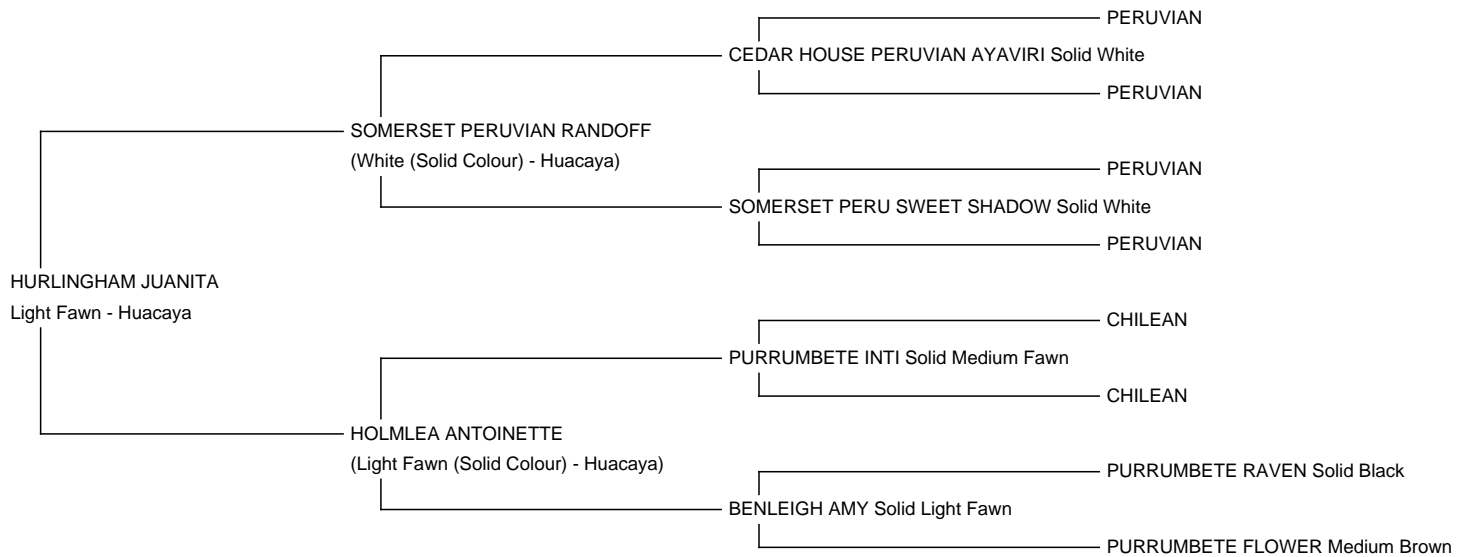 PERUVIAN
CEDAR HOUSE PERUVIAN AYAVIRI Solid White
PERUVIAN
SOMERSET PERUVIAN RANDOFF
(White (Solid Colour) - Huacaya)
PERUVIAN
SOMERSET PERU SWEET SHADOW Solid White
PERUVIAN
HURLINGHAM JUANITA
Light Fawn - Huacaya
CHILEAN
PURRUMBETE INTI Solid Medium Fawn
CHILEAN
HOLMLEA ANTOINETTE
(Light Fawn (Solid Colour) - Huacaya)
PURRUMBETE RAVEN Solid Black
BENLEIGH AMY Solid Light Fawn
PURRUMBETE FLOWER Medium Brown